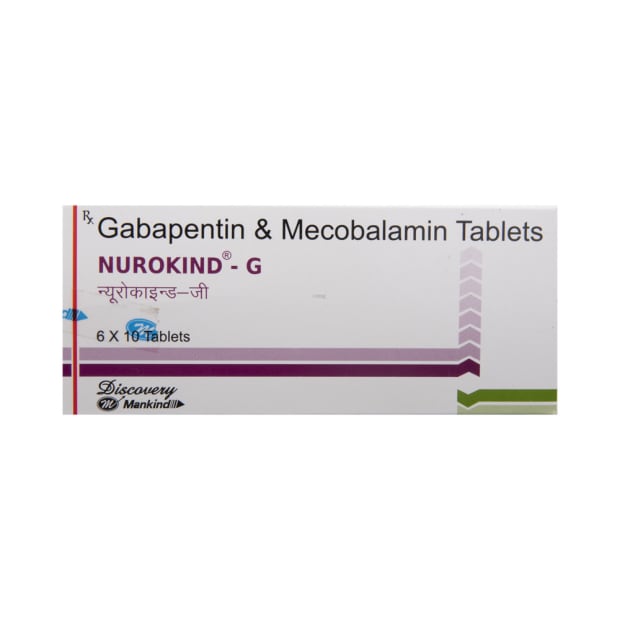 Rx Gabapentin & Mecobalamin Tablets
NUROKIND® - G
न्यूरोकाइन्ड–जी
6 X 10 Tablets
Discovery
M Mankind